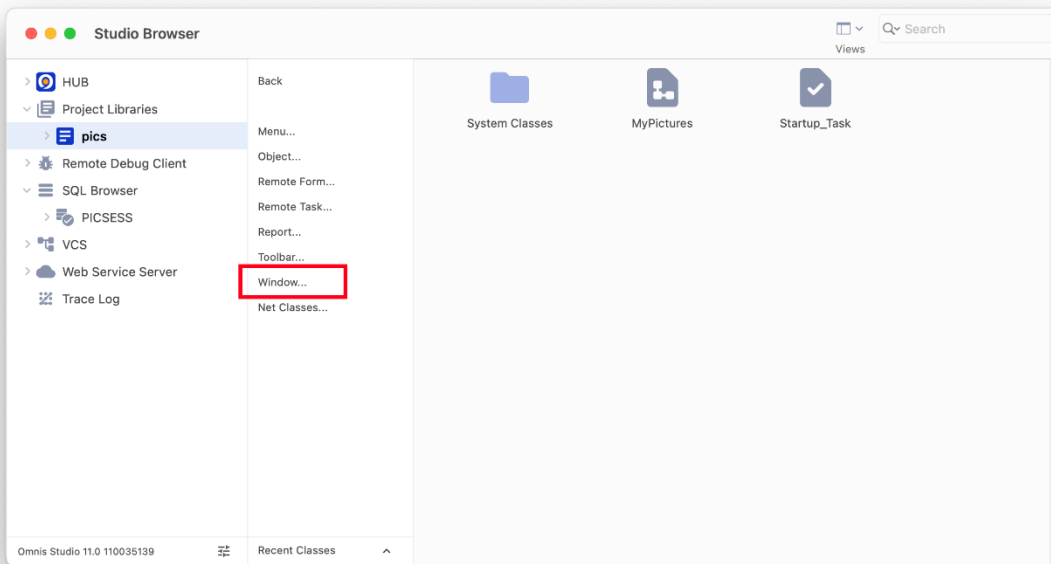 Studio Browser
Views
Search
HUB
Project Libraries
pics
Remote Debug Client
SQL Browser
PICSESS
VCS
Web Service Server
Trace Log
Omnis Studio 11.0 110035139
Back
Menu...
Object...
Remote Form...
Remote Task...
Report...
Toolbar...
Window...
Net Classes...
Recent Classes
System Classes
MyPictures
Startup_Task